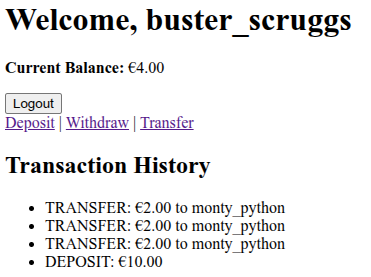 Welcome, buster_scruggs
Current Balance: €4.00
Logout
Deposit | Withdraw | Transfer
Transaction History
• TRANSFER: €2.00 to monty_python
• TRANSFER: €2.00 to monty_python
• TRANSFER: €2.00 to monty_python
• DEPOSIT: €10.00